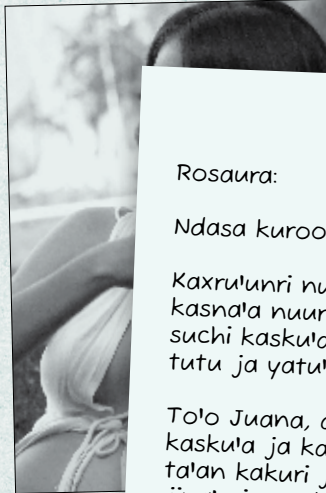 Rosaura:
Ndasa kuroo
Kaxru'unri nu
kasna'a nuu
suchi kasku'a
tutu ja yatu'
To'o Juana,
kasku'a ja ka
ta'an kakuri